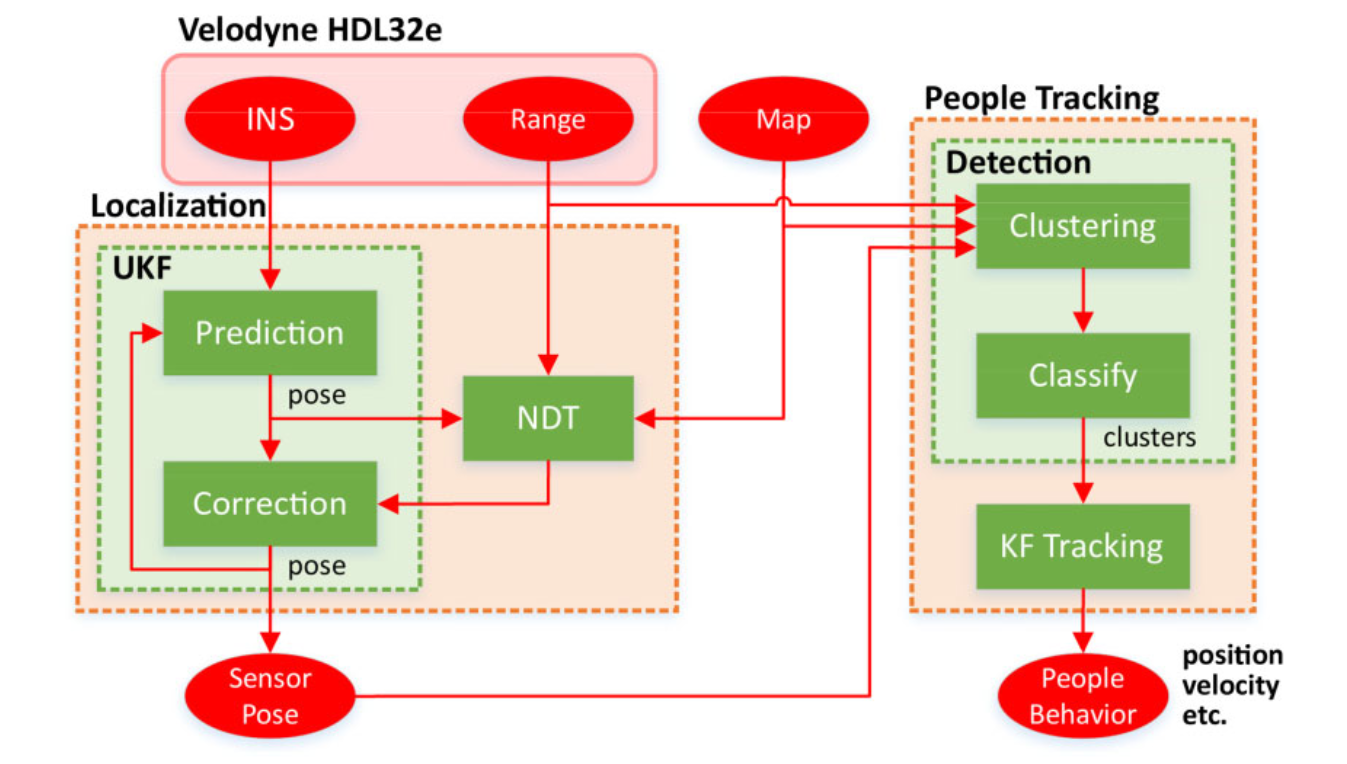 Velodyne HDL32e
INS
Range
Map
People Tracking
Detection
Clustering
Localization
UKF
Prediction
pose
NDT
Classify
clusters
Correction
pose
KF Tracking
Sensor
Pose
People
Behavior
position
velocity
etc.